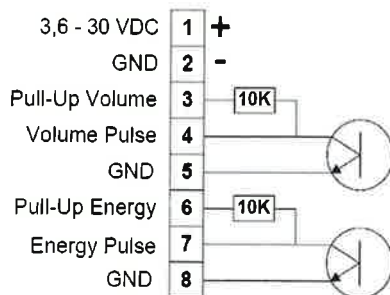 3,6 - 30 VDC 1 +
GND 2 -
Pull-Up Volume 3 10K
Volume Pulse 4
GND 5
Pull-Up Energy 6 10K
Energy Pulse 7
GND 8